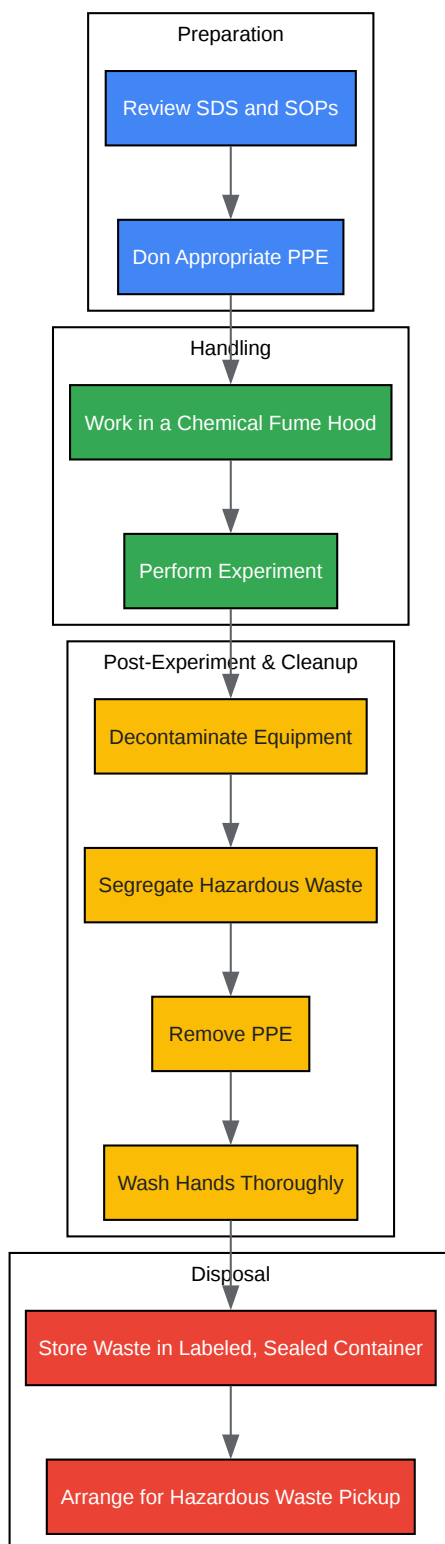 Preparation
Review SDS and SOPs
Don Appropriate PPE
Handling
Work in a Chemical Fume Hood
Perform Experiment
Post-Experiment & Cleanup
Decontaminate Equipment
Segregate Hazardous Waste
Remove PPE
Wash Hands Thoroughly
Disposal
Store Waste in Labeled, Sealed Container
Arrange for Hazardous Waste Pickup